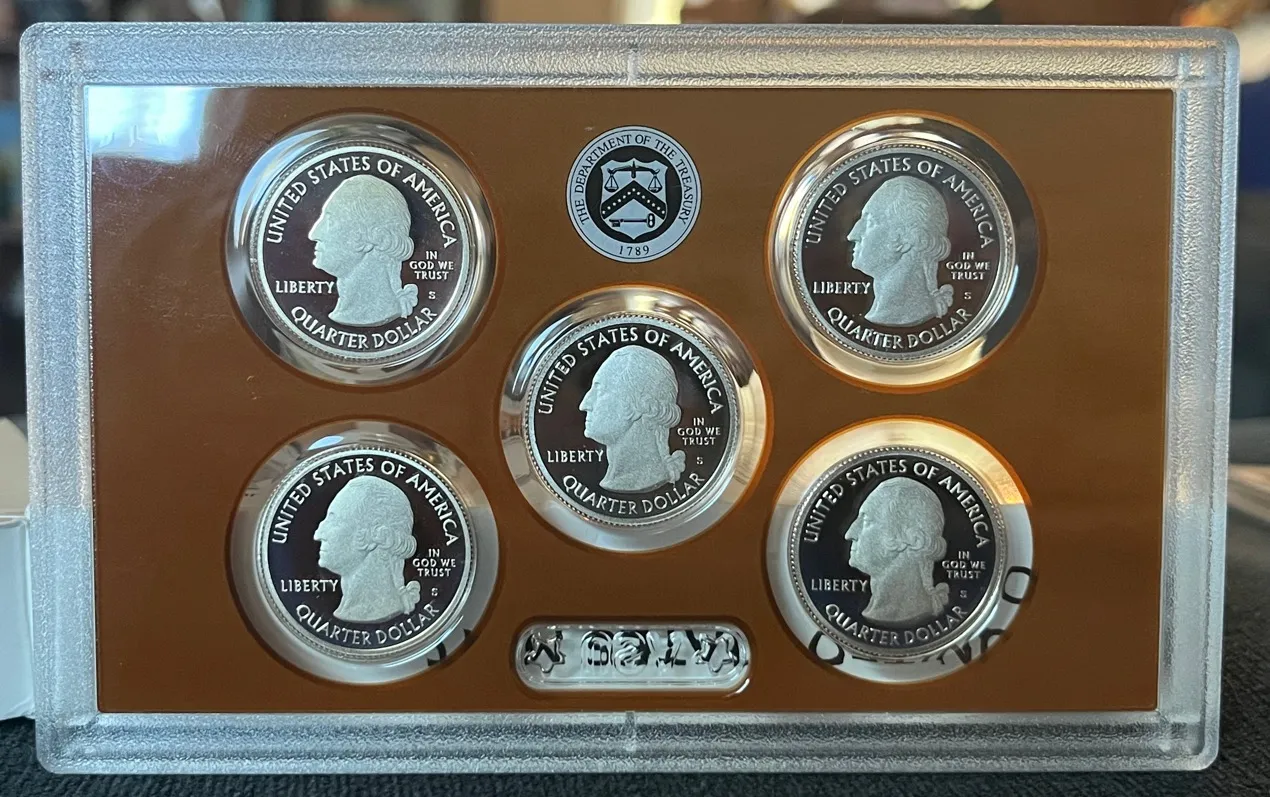 UNITED STATES OF AMERICA
LIBERTY
IN
GOD WE
TRUST
S
QUARTER DOLLAR
THE DEPARTMENT OF THE TREASURY
1789
UNITED STATES OF AMERICA
LIBERTY
IN
GOD WE
TRUST
S
QUARTER DOLLAR
UNITED STATES OF AMERICA
LIBERTY
IN
GOD WE
TRUST
S
QUARTER DOLLAR
UNITED STATES OF AMERICA
LIBERTY
IN
GOD WE
TRUST
S
QUARTER DOLLAR
UNITED STATES OF AMERICA
LIBERTY
IN
GOD WE
TRUST
S
QUARTER DOLLAR